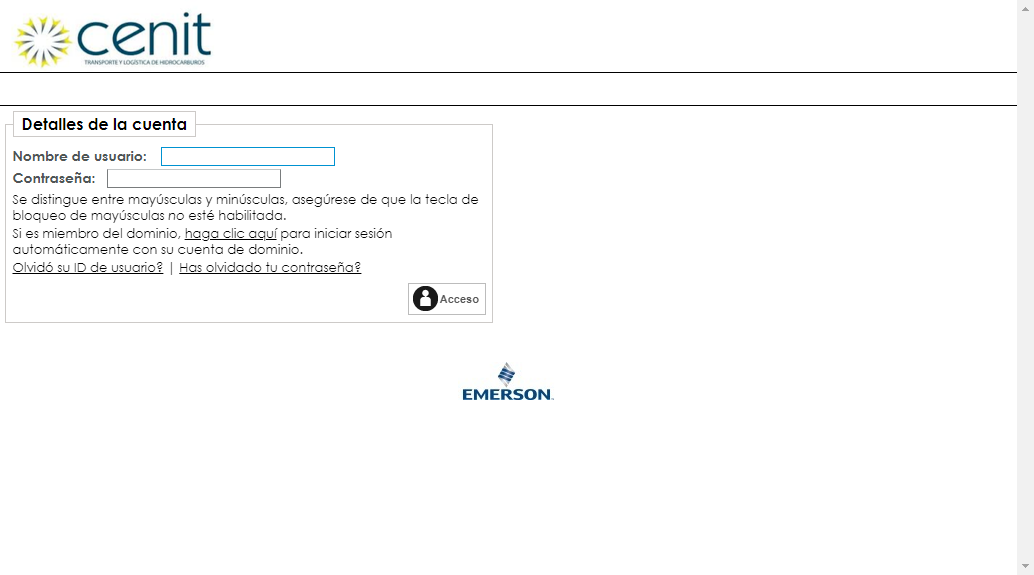 cenit
TRANSPORTE Y LOGÍSTICA DE HIDROCARBUROS
Detalles de la cuenta
Nombre de usuario:
Contraseña:
Se distingue entre mayúsculas y minúsculas, asegúrese de que la tecla de
bloqueo de mayúsculas no esté habilitada.
Si es miembro del dominio, haga clic aquí para iniciar sesión
automáticamente con su cuenta de dominio.
Olvidó su ID de usuario? | Has olvidado tu contraseña?
Acceso
EMERSON